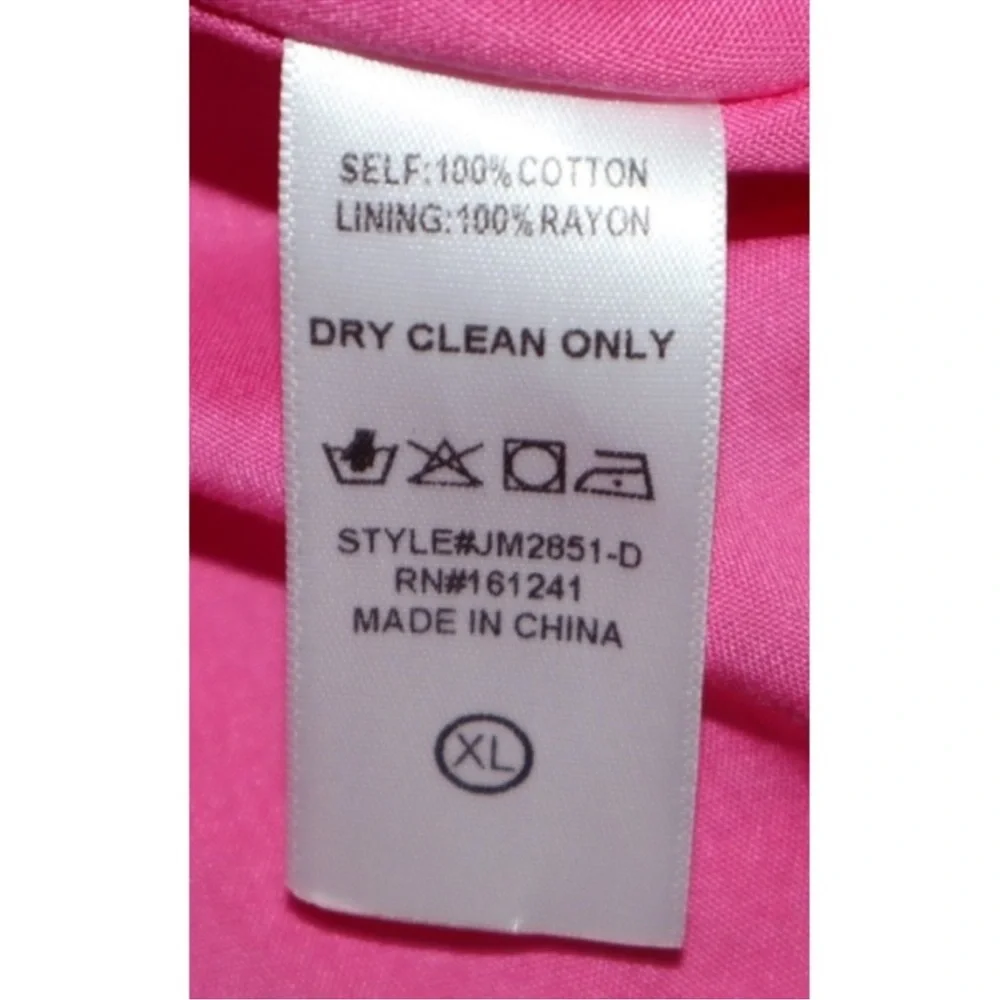 SELF:100%COTTON
LINING:100%RAYON
DRY CLEAN ONLY
STYLE#JM2851-D
RN#161241
MADE IN CHINA
XL